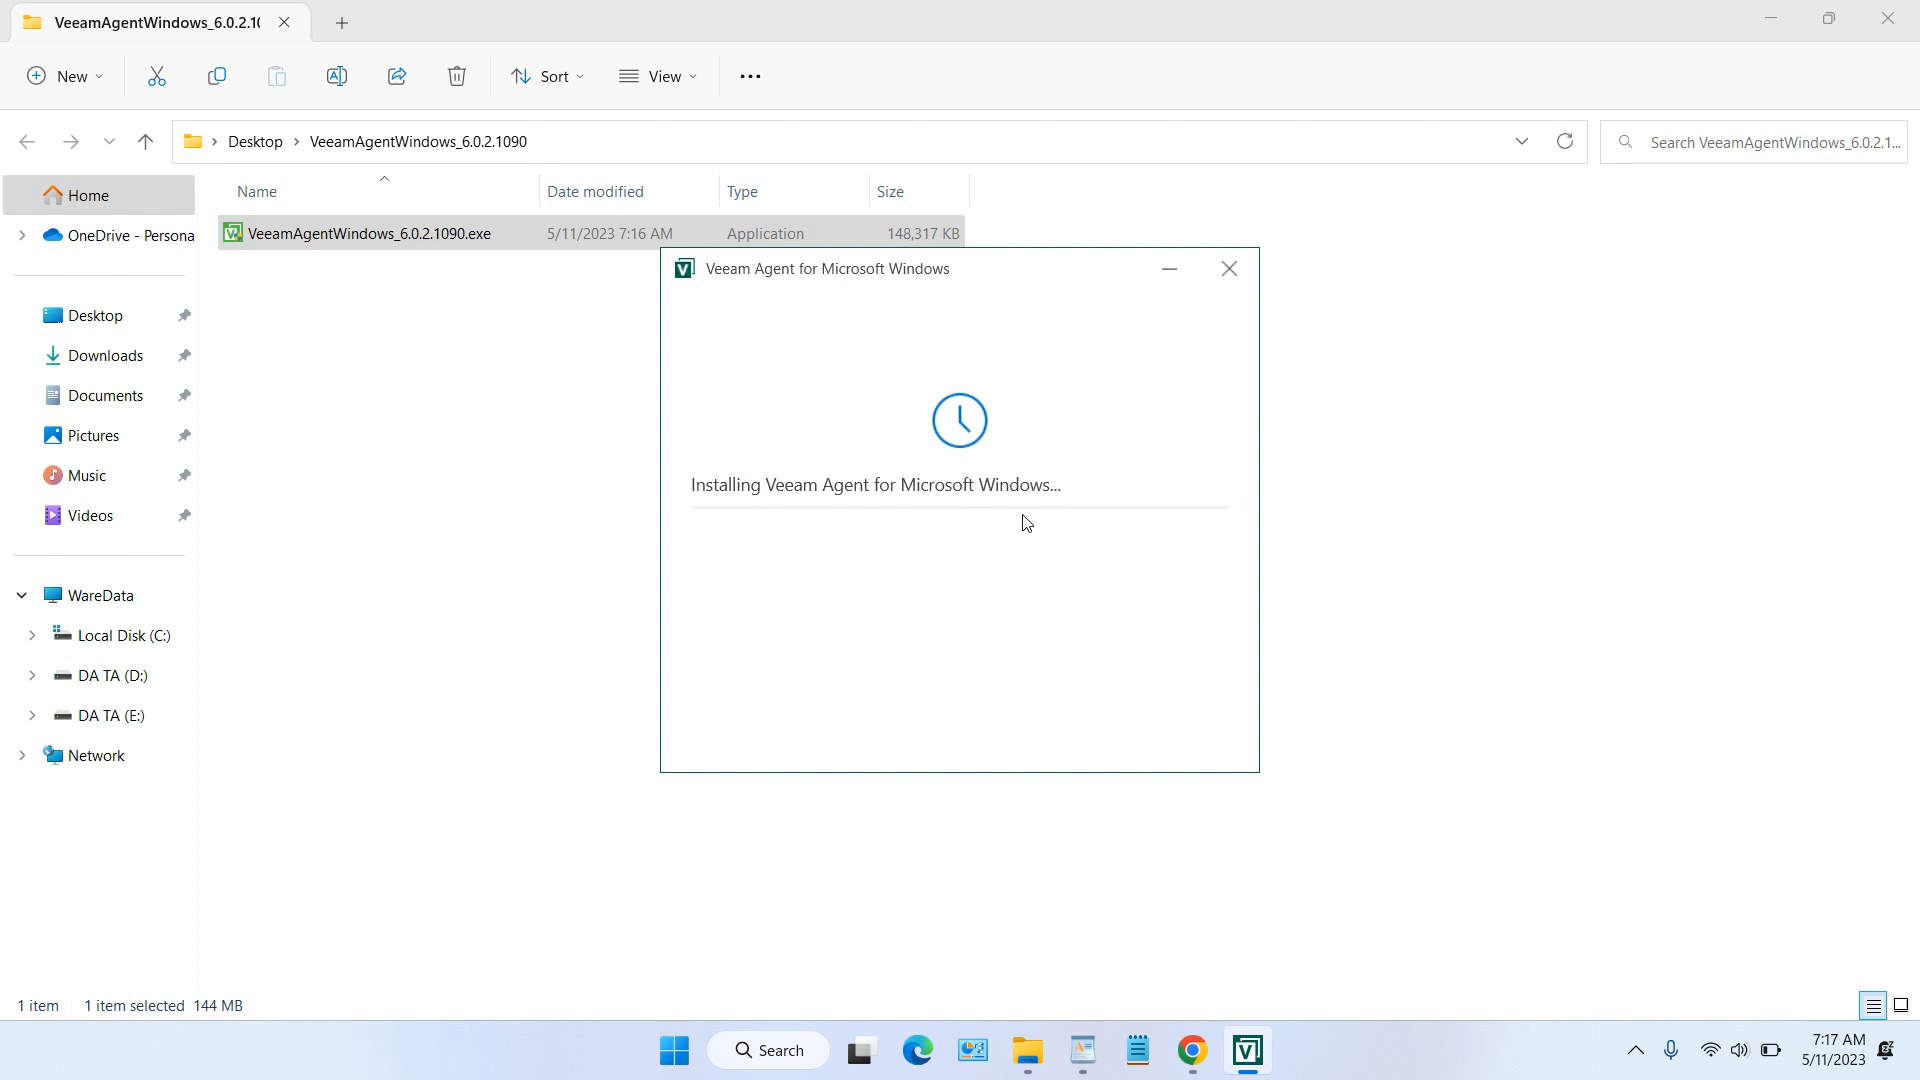 VeeamAgentWindows_6.0.2.1(
New
Sort
View
Desktop
VeeamAgentWindows_6.0.2.1090
Search VeeamAgentWindows_6.0.2.1...
Home
Name
Date modified
Type
Size
OneDrive - Persona
VeeamAgentWindows_6.0.2.1090.exe
5/11/2023 7:16 AM
Application
148,317 KB
Veeam Agent for Microsoft Windows
Desktop
Downloads
Documents
Pictures
Music
Videos
Installing Veeam Agent for Microsoft Windows...
WareData
Local Disk (C:)
DA TA (D:)
DA TA (E:)
Network
1 item
1 item selected 144 MB
Search
7:17 AM
5/11/2023